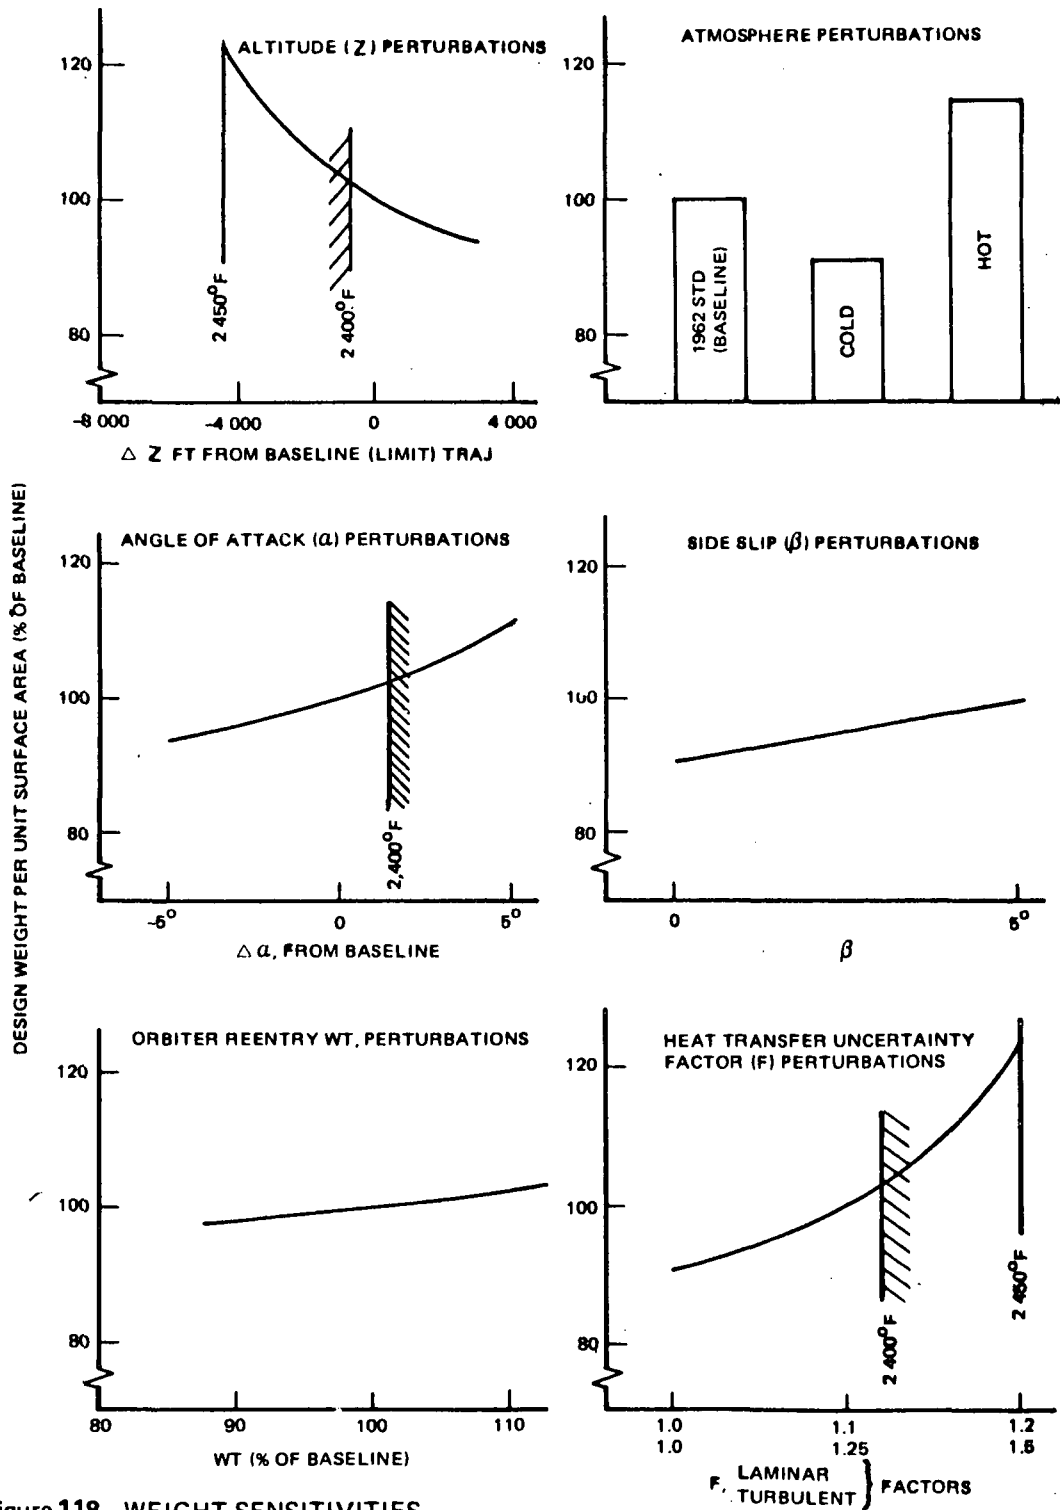 ALTITUDE (Z) PERTURBATIONS
120
100
80
2 450°F
2 400°F
-8 000
-4 000
0
4 000
△ Z FT FROM BASELINE (LIMIT) TRAJ
ATMOSPHERE PERTURBATIONS
120
100
80
1962 STD
(BASELINE)
COLD
HOT
DESIGN WEIGHT PER UNIT SURFACE AREA (% OF BASELINE)
ANGLE OF ATTACK (α) PERTURBATIONS
120
100
80
2,400°F
-5°
0
5°
△ α, FROM BASELINE
SIDE SLIP (β) PERTURBATIONS
120
100
80
0
5°
β
ORBITER REENTRY WT, PERTURBATIONS
120
100
80
80
90
100
110
WT (% OF BASELINE)
HEAT TRANSFER UNCERTAINTY
FACTOR (F) PERTURBATIONS
120
100
80
2 400°F
2 450°F
1.0
1.1
1.2
1.0
1.25
1.5
F, LAMINAR
TURBULENT } FACTORS
igure 118 WEIGHT SENSITIVITIES